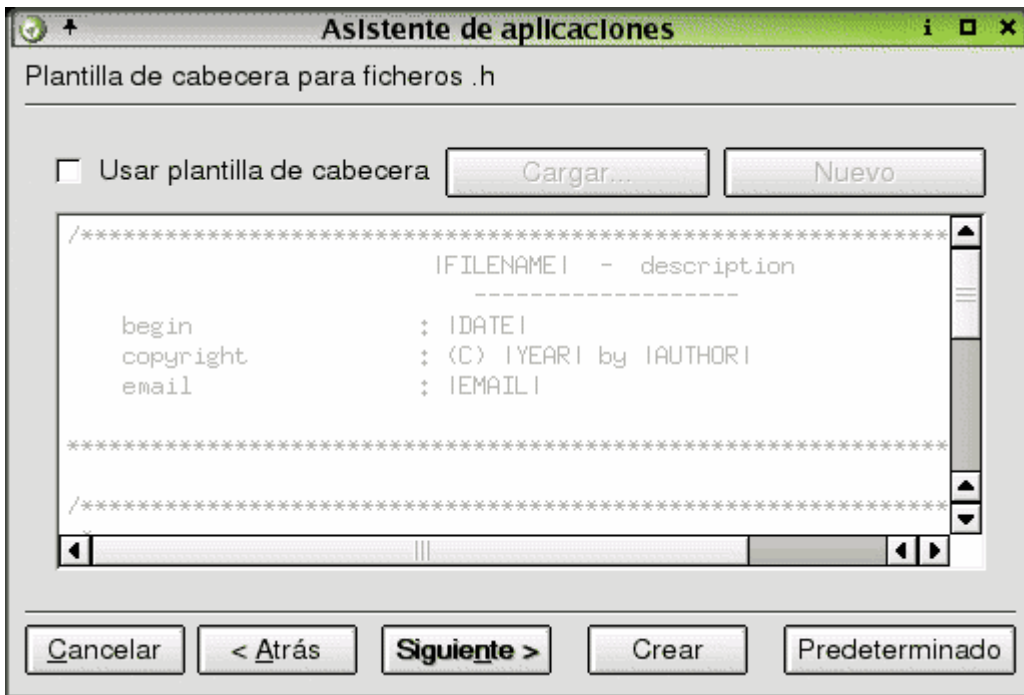 Asistente de aplicaciones
Plantilla de cabecera para ficheros .h
Usar plantilla de cabecera Cargar... Nuevo
/****************************************************************
|FILENAME| - description
-------------------
begin : |DATE|
copyright : (C) |YEAR| by |AUTHOR|
email : |EMAIL|
*****************************************************************
/****************************************************************
Cancelar < Atrás Siguiente > Crear Predeterminado